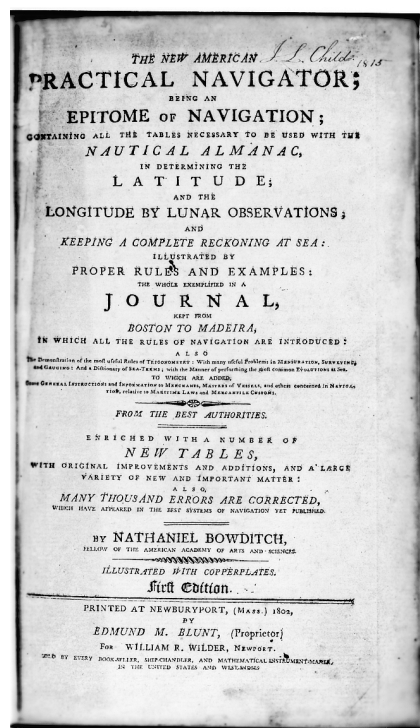 THE NEW AMERICAN J. L. Childs 1815
PRACTICAL NAVIGATOR;
BEING AN
EPITOME OF NAVIGATION;
CONTAINING ALL THE TABLES NECESSARY TO BE USED WITH THE
NAUTICAL ALMANAC,
IN DETERMINING THE
LATITUDE;
AND THE
LONGITUDE BY LUNAR OBSERVATIONS;
AND
KEEPING A COMPLETE RECKONING AT SEA:
ILLUSTRATED BY
PROPER RULES AND EXAMPLES:
THE WHOLE EXEMPLIFIED IN A
JOURNAL,
KEPT FROM
BOSTON TO MADEIRA,
IN WHICH ALL THE RULES OF NAVIGATION ARE INTRODUCED:
ALSO
The Demonstration of the most useful Rules of TRIGONOMETRY: With many useful Problems in MENSURATION, SURVEYING,
and GAUGING: And a Dictionary of SEA-TERMS; with the Manner of performing the most common EVOLUTIONS at Sea.
TO WHICH ARE ADDED,
Some GENERAL INSTRUCTIONS and INFORMATION to MERCHANTS, MASTERS of VESSELS, and others concerned in NAVIGA-
TION, relative to MARITIME LAWS and MERCANTILE CUSTOMS.
FROM THE BEST AUTHORITIES.
ENRICHED WITH A NUMBER OF
NEW TABLES,
WITH ORIGINAL IMPROVEMENTS AND ADDITIONS, AND A LARGE
VARIETY OF NEW AND IMPORTANT MATTER:
ALSO,
MANY THOUSAND ERRORS ARE CORRECTED,
WHICH HAVE APPEARED IN THE BEST SYSTEMS OF NAVIGATION YET PUBLISHED.
BY NATHANIEL BOWDITCH,
FELLOW OF THE AMERICAN ACADEMY OF ARTS AND SCIENCES.
ILLUSTRATED WITH COPPERPLATES.
First Edition.
PRINTED AT NEWBURYPORT, (MASS.) 1802,
BY
EDMUND M. BLUNT, (Proprietor)
FOR WILLIAM R. WILDER, NEWPORT.
SOLD BY EVERY BOOK-SELLER, SHIP-CHANDLER, AND MATHEMATICAL INSTRUMENT-MAKER,
IN THE UNITED STATES AND WEST-INDIES